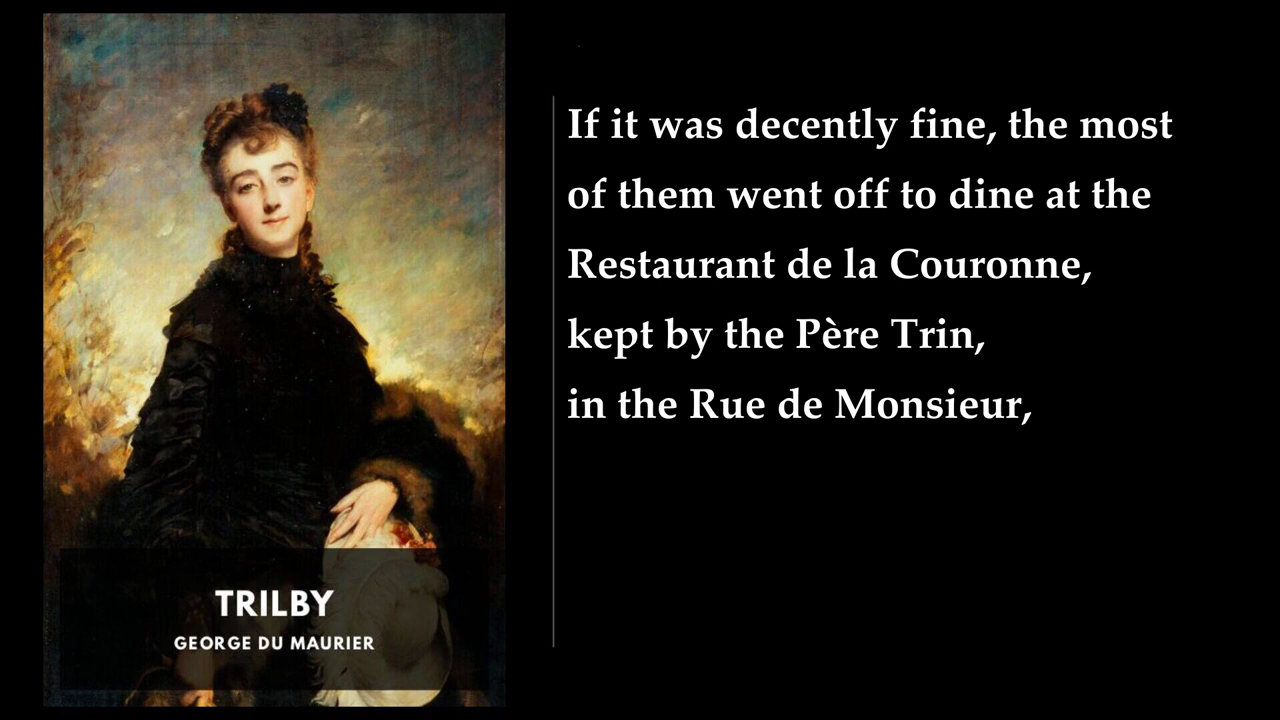 If it was decently fine, the most
of them went off to dine at the
Restaurant de la Couronne,
kept by the Père Trin,
in the Rue de Monsieur,
TRILBY
GEORGE DU MAURIER